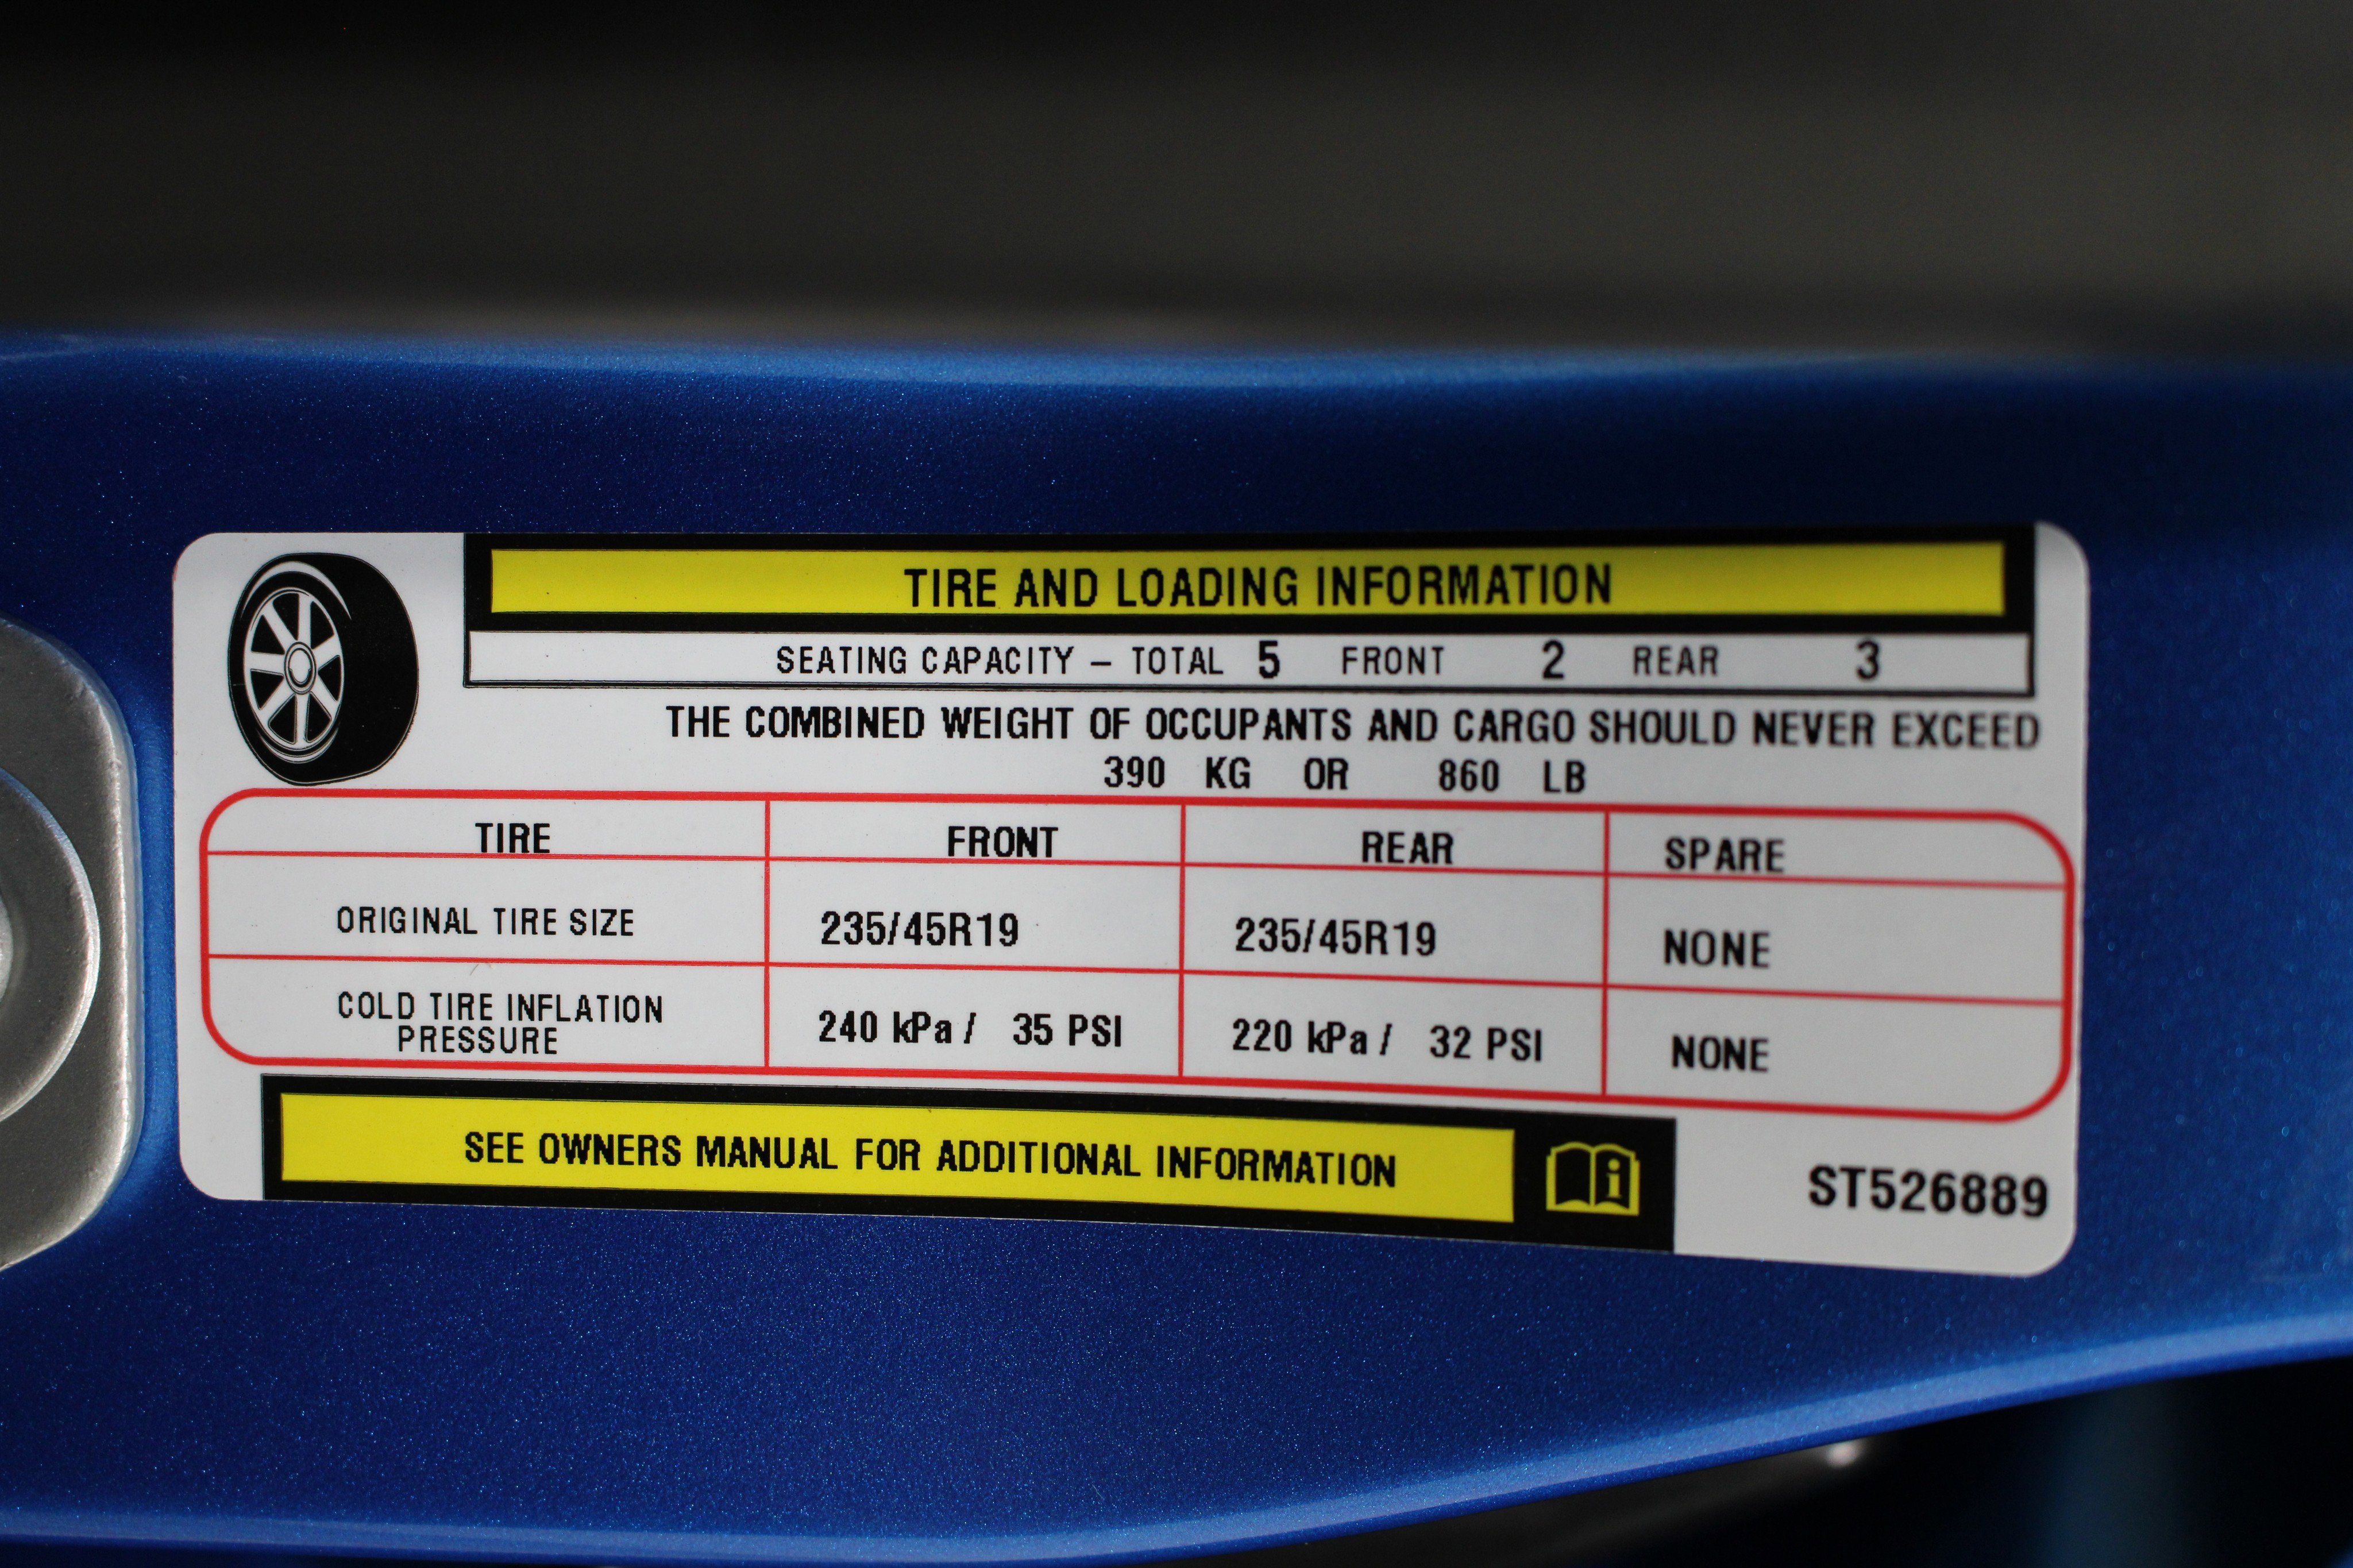 TIRE AND LOADING INFORMATION
SEATING CAPACITY – TOTAL 5 FRONT 2 REAR 3
THE COMBINED WEIGHT OF OCCUPANTS AND CARGO SHOULD NEVER EXCEED
390 KG OR 860 LB
TIRE FRONT REAR SPARE
ORIGINAL TIRE SIZE 235/45R19 235/45R19 NONE
COLD TIRE INFLATION
PRESSURE 240 kPa / 35 PSI 220 kPa / 32 PSI NONE
SEE OWNERS MANUAL FOR ADDITIONAL INFORMATION
ST526889